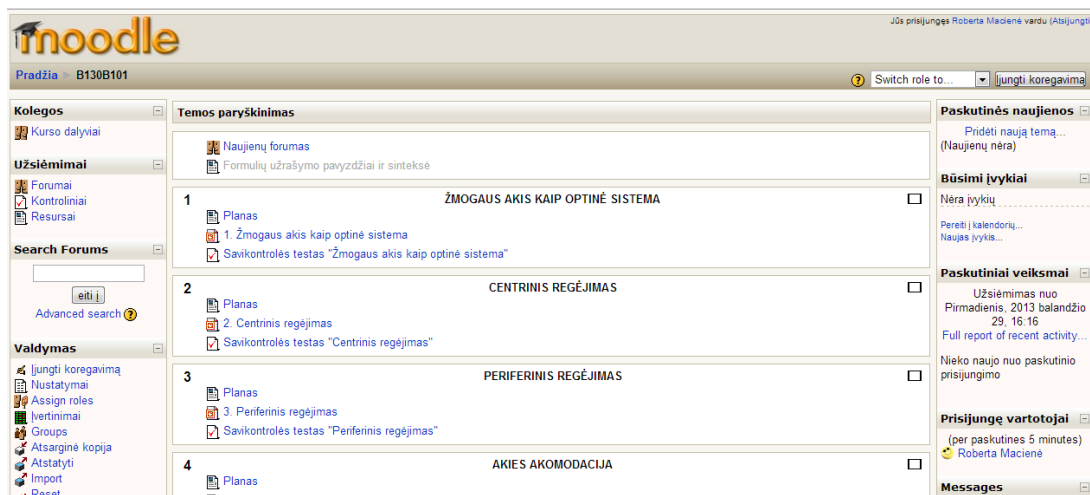 moodle
Jūs prisijungęs Roberta Macienė vardu (Atsijungti
Pradžia ► B130B101
Switch role to...
Įjungti koregavimą
Kolegos
Kurso dalyviai
Užsiėmimai
Forumai
Kontroliniai
Resursai
Search Forums
eiti į
Advanced search
Valdymas
Įjungti koregavimą
Nustatymai
Assign roles
Įvertinimai
Groups
Atsarginė kopija
Atstatyti
Import
Reset
Temos paryškinimas
Naujienų forumas
Formulių užrašymo pavyzdžiai ir sinteksė
1 ŽMOGAUS AKIS KAIP OPTINĖ SISTEMA
Planas
1. Žmogaus akis kaip optinė sistema
Savikontrolės testas "Žmogaus akis kaip optinė sistema"
2 CENTRINIS REGĖJIMAS
Planas
2. Centrinis regėjimas
Savikontrolės testas "Centrinis regėjimas"
3 PERIFERINIS REGĖJIMAS
Planas
3. Periferinis regėjimas
Savikontrolės testas "Periferinis regėjimas"
4 AKIES AKOMODACIJA
Planas
Paskutinės naujienos
Pridėti naują temą...
(Naujienų nėra)
Būsimi įvykiai
Nėra įvykių
Pereiti į kalendorių...
Naujas įvykis...
Paskutiniai veiksmai
Užsiėmimas nuo
Pirmadienis, 2013 balandžio
29, 16:16
Full report of recent activity...
Nieko naujo nuo paskutinio
prisijungimo
Prisijungę vartotojai
(per paskutines 5 minutes)
Roberta Macienė
Messages